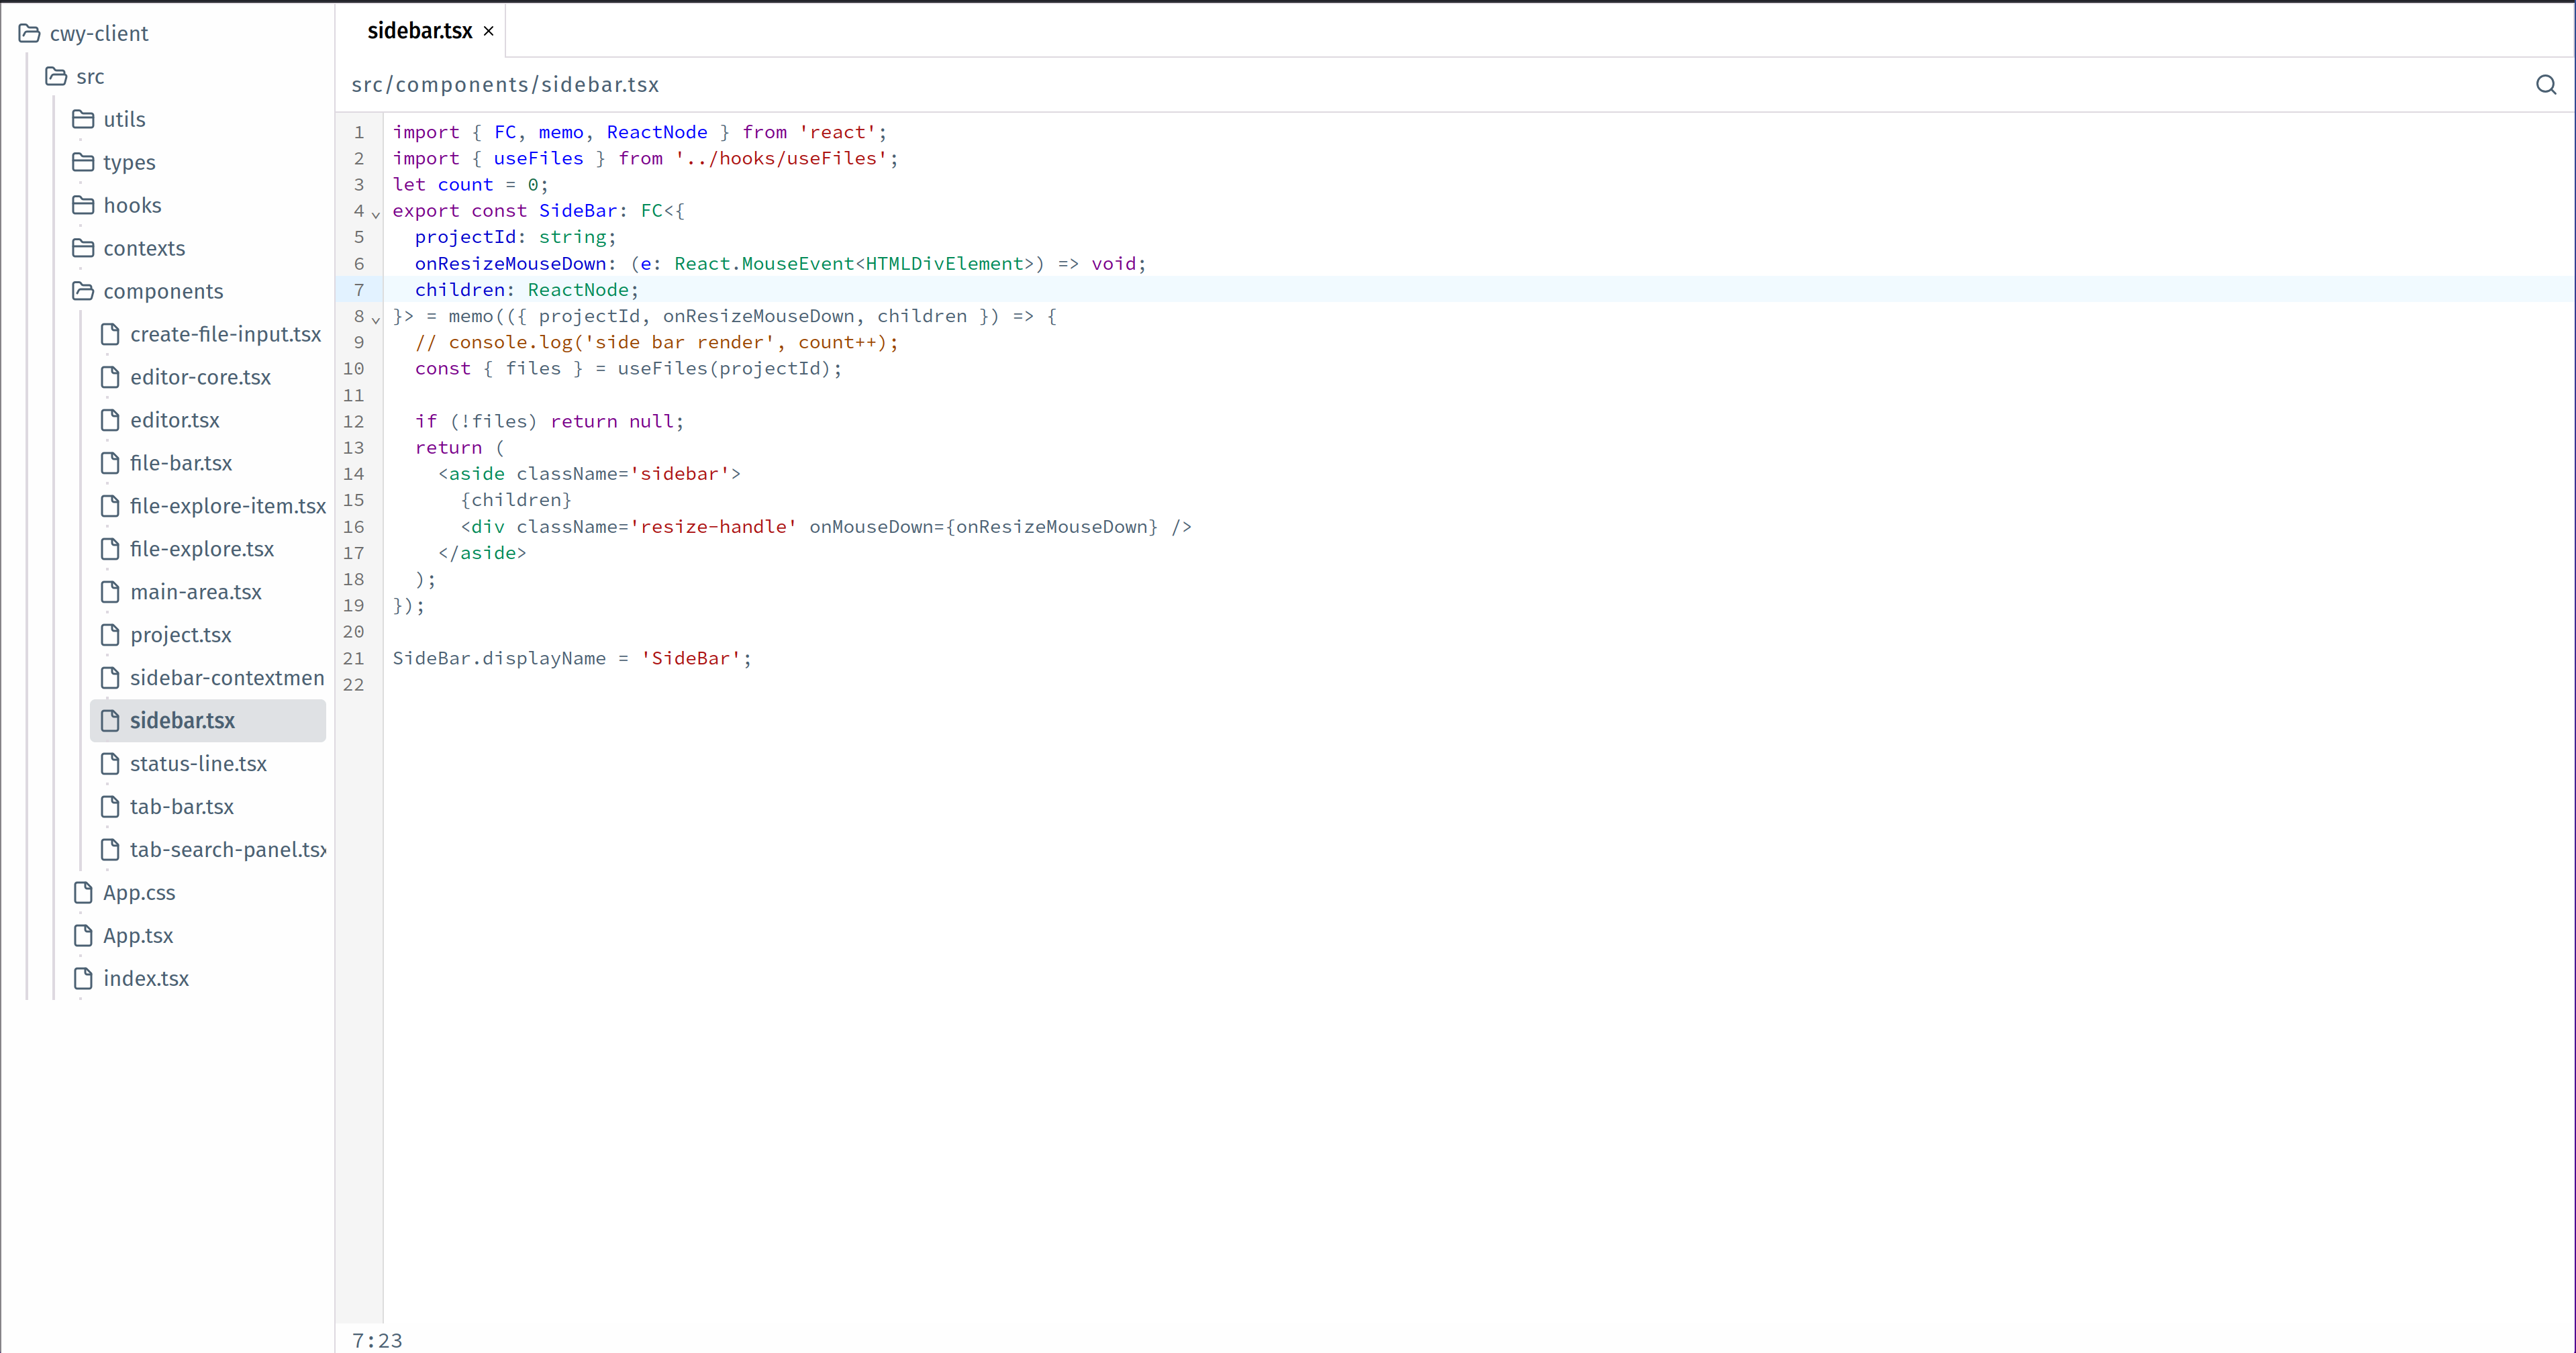 cwy-client
src
utils
types
hooks
contexts
components
create-file-input.tsx
editor-core.tsx
editor.tsx
file-bar.tsx
file-explore-item.tsx
file-explore.tsx
main-area.tsx
project.tsx
sidebar-contextmen
sidebar.tsx
status-line.tsx
tab-bar.tsx
tab-search-panel.tsx
App.css
App.tsx
index.tsx
sidebar.tsx ×
src/components/sidebar.tsx
1 import { FC, memo, ReactNode } from 'react';
2 import { useFiles } from '../hooks/useFiles';
3 let count = 0;
4 export const SideBar: FC<{
5   projectId: string;
6   onResizeMouseDown: (e: React.MouseEvent<HTMLDivElement>) => void;
7   children: ReactNode;
8 }> = memo(({ projectId, onResizeMouseDown, children }) => {
9   // console.log('side bar render', count++);
10   const { files } = useFiles(projectId);
11
12   if (!files) return null;
13   return (
14     <aside className='sidebar'>
15       {children}
16       <div className='resize-handle' onMouseDown={onResizeMouseDown} />
17     </aside>
18   );
19 });
20
21 SideBar.displayName = 'SideBar';
22
7:23